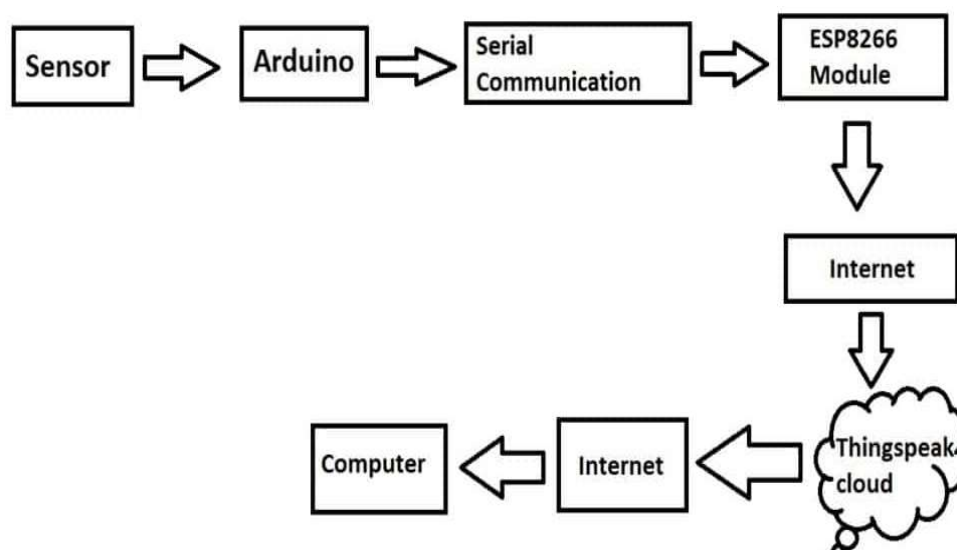 Sensor
Arduino
Serial
Communication
ESP8266
Module
Internet
Thingspeak
cloud
Internet
Computer